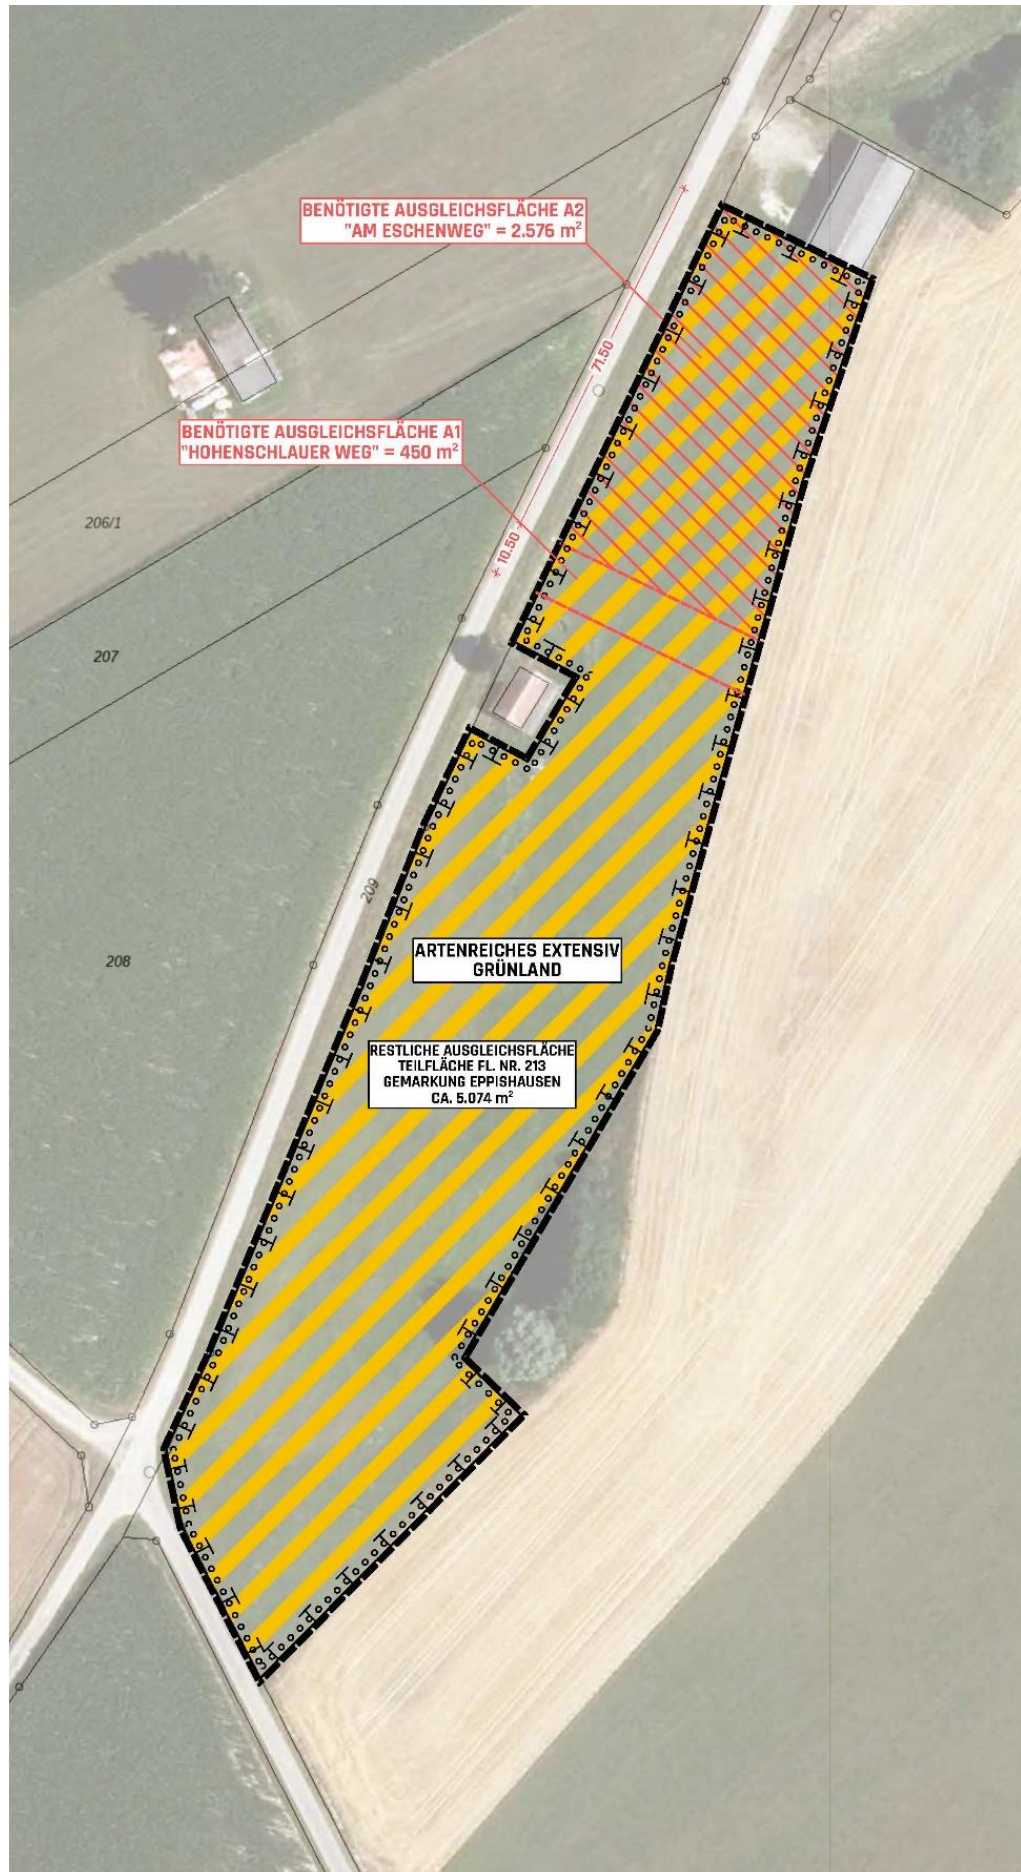 BENÖTIGTE AUSGLEICHSFLÄCHE A2
"AM ESCHENWEG" = 2.576 m²
71.50
BENÖTIGTE AUSGLEICHSFLÄCHE A1
"HOHENSCHLAUER WEG" = 450 m²
206/1
10.50
207
209
ARTENREICHES EXTENSIV
GRÜNLAND
208
RESTLICHE AUSGLEICHSFLÄCHE
TEILFLÄCHE FL. NR. 213
GEMARKUNG EPPISHAUSEN
CA. 5.074 m²